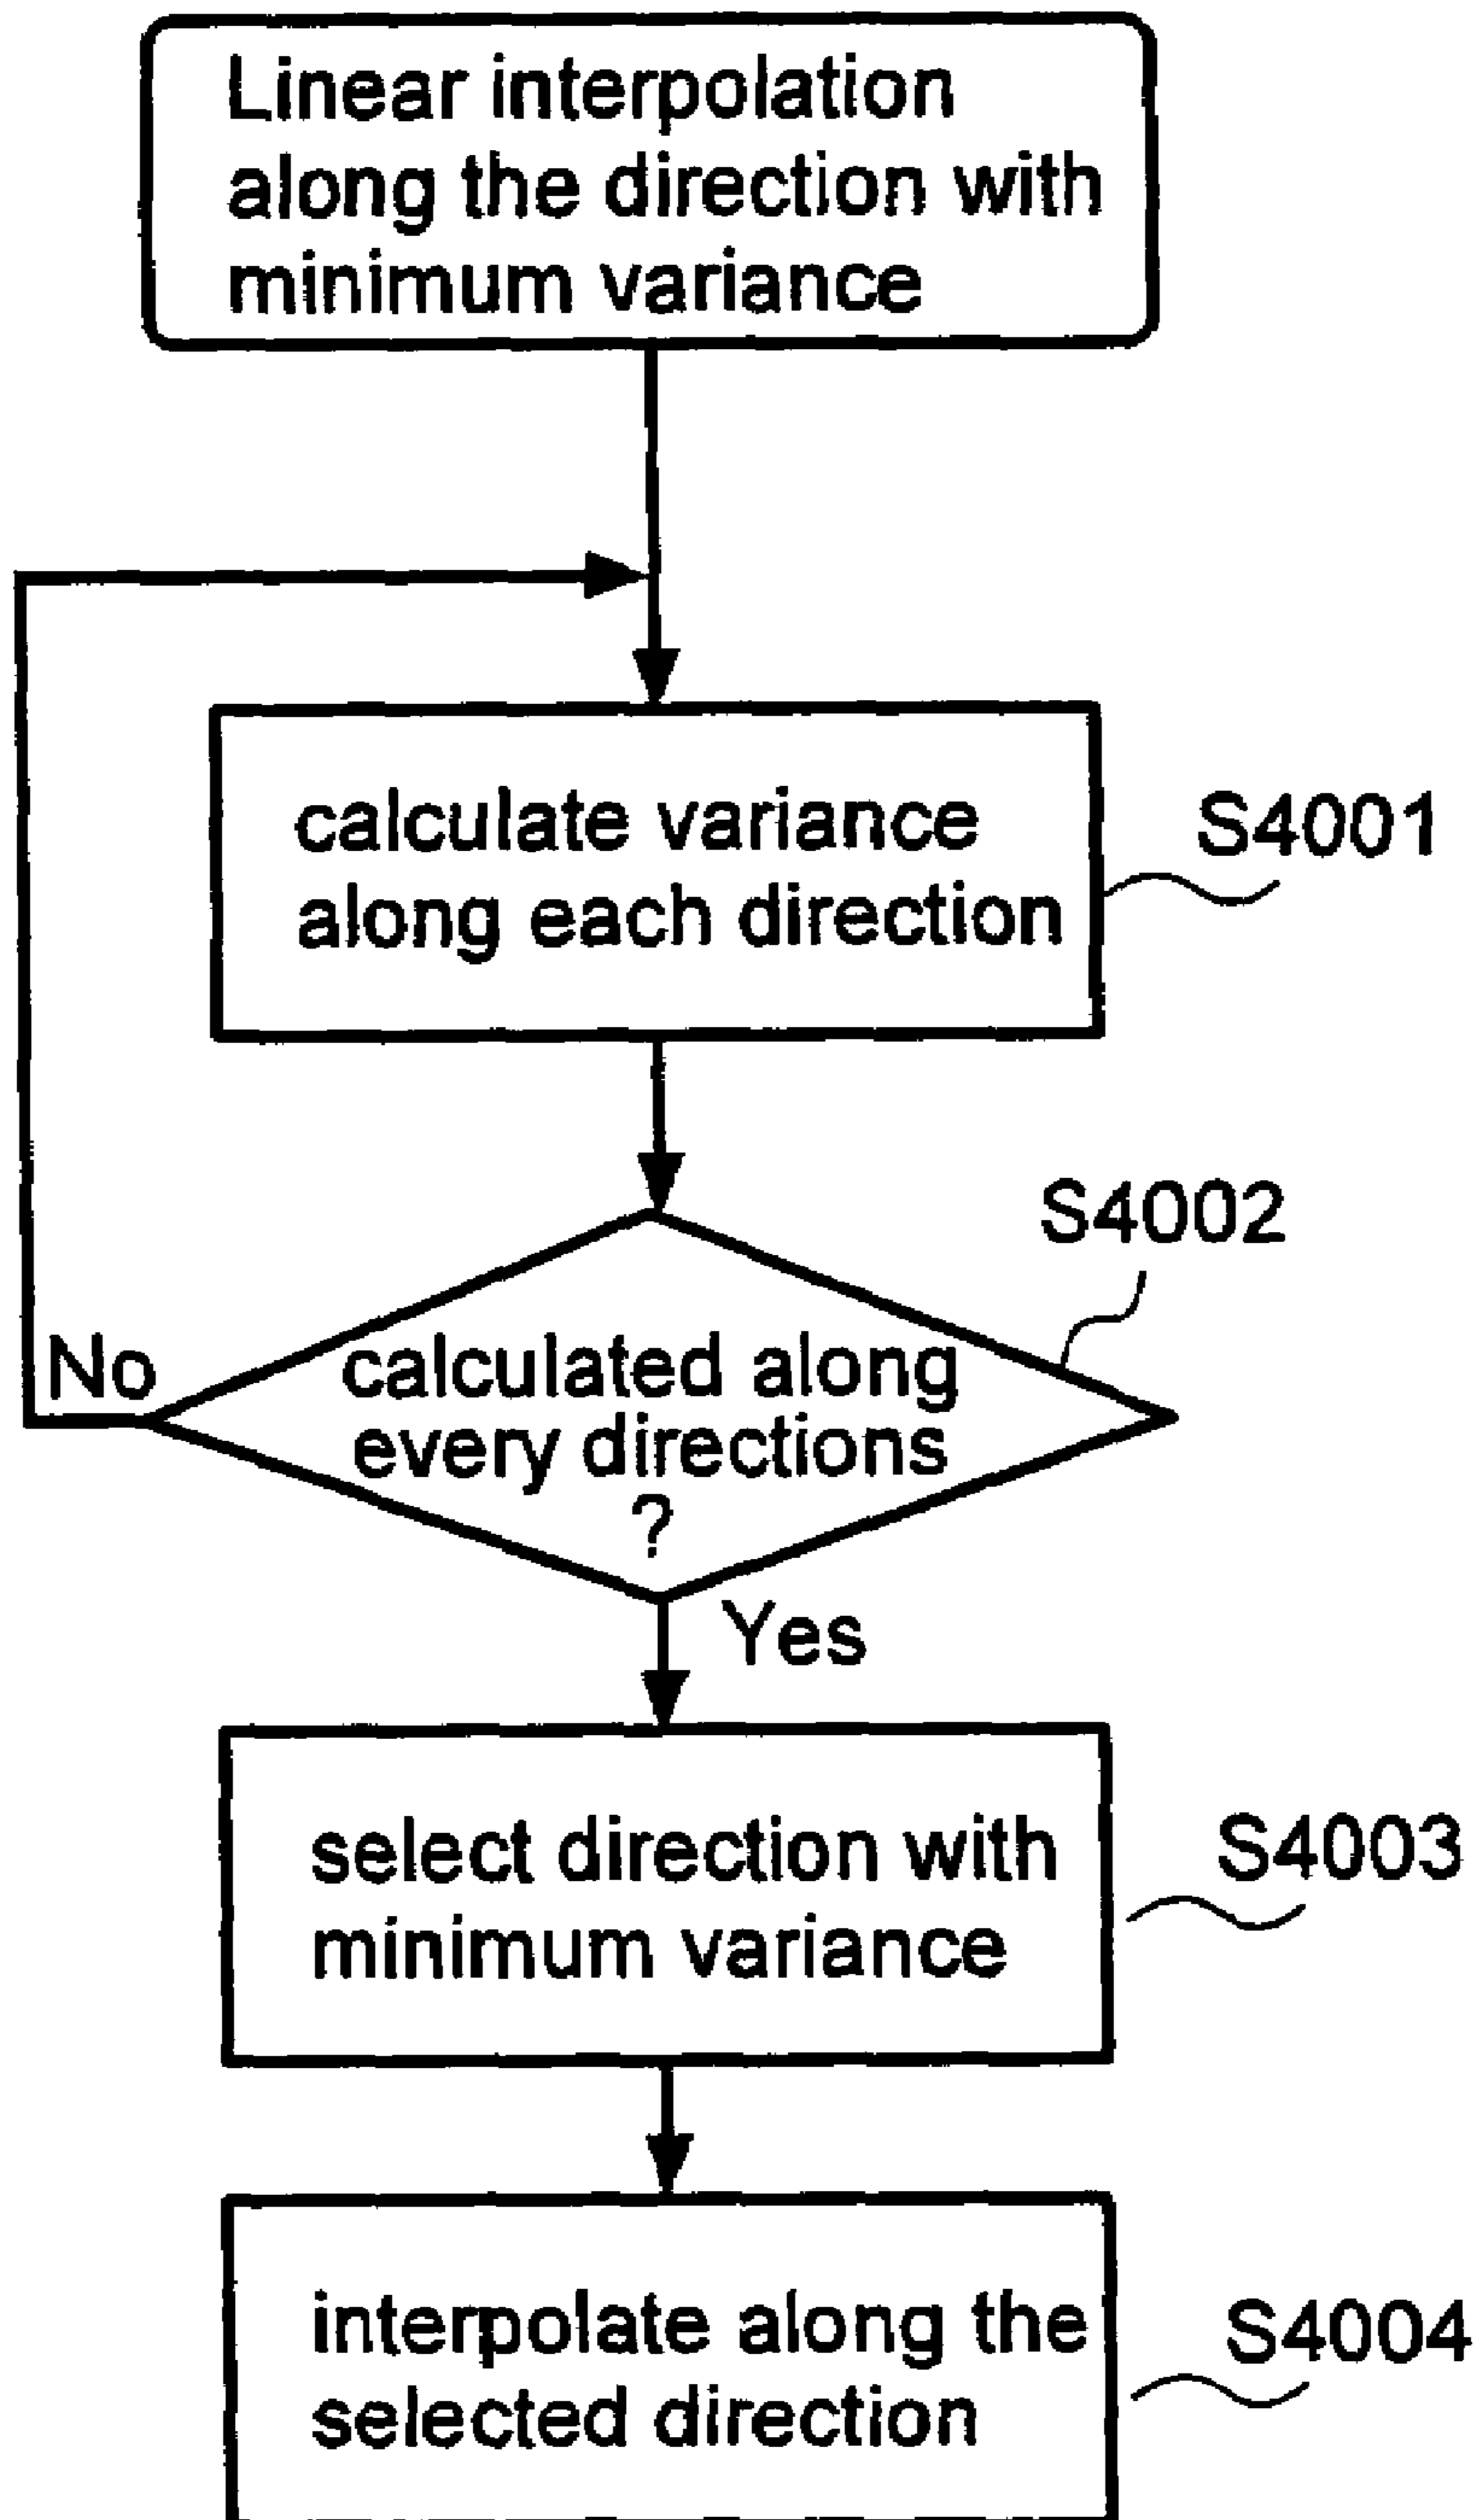 Linear interpolation
along the direction with
minimum variance
calculate variance
along each direction
S4001
S4002
No
calculated along
every directions
?
Yes
select direction with
minimum variance
S4003
interpolate along the
selected direction
S4004